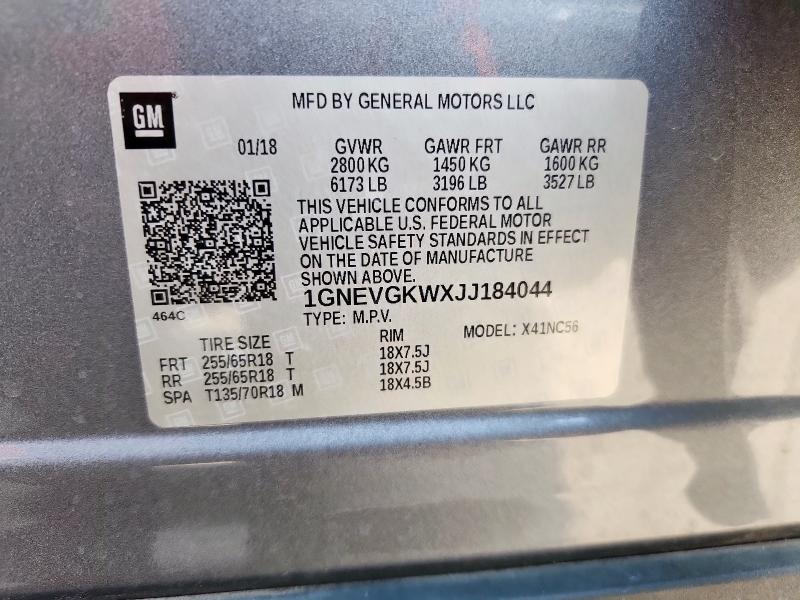 GM
MFD BY GENERAL MOTORS LLC
01/18 GVWR GAWR FRT GAWR RR
2800 KG 1450 KG 1600 KG
6173 LB 3196 LB 3527 LB
THIS VEHICLE CONFORMS TO ALL
APPLICABLE U.S. FEDERAL MOTOR
VEHICLE SAFETY STANDARDS IN EFFECT
ON THE DATE OF MANUFACTURE
SHOWN ABOVE.
1GNEVGKWXJJ184044
464C
TYPE: M.P.V. MODEL: X41NC56
TIRE SIZE RIM
FRT 255/65R18 T 18X7.5J
RR 255/65R18 T 18X7.5J
SPA T135/70R18 M 18X4.5B